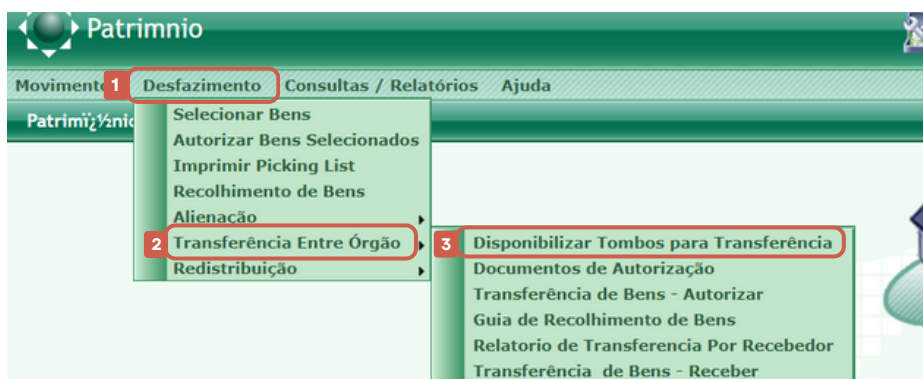 Patrimnio
Movimento 1 Desfazimento Consultas / Relatórios Ajuda
Patrimï¿½nio
Selecionar Bens
Autorizar Bens Selecionados
Imprimir Picking List
Recolhimento de Bens
Alienação
2 Transferência Entre Órgão
Redistribuição
3 Disponibilizar Tombos para Transferência
Documentos de Autorização
Transferência de Bens - Autorizar
Guia de Recolhimento de Bens
Relatorio de Transferencia Por Recebedor
Transferência de Bens - Receber